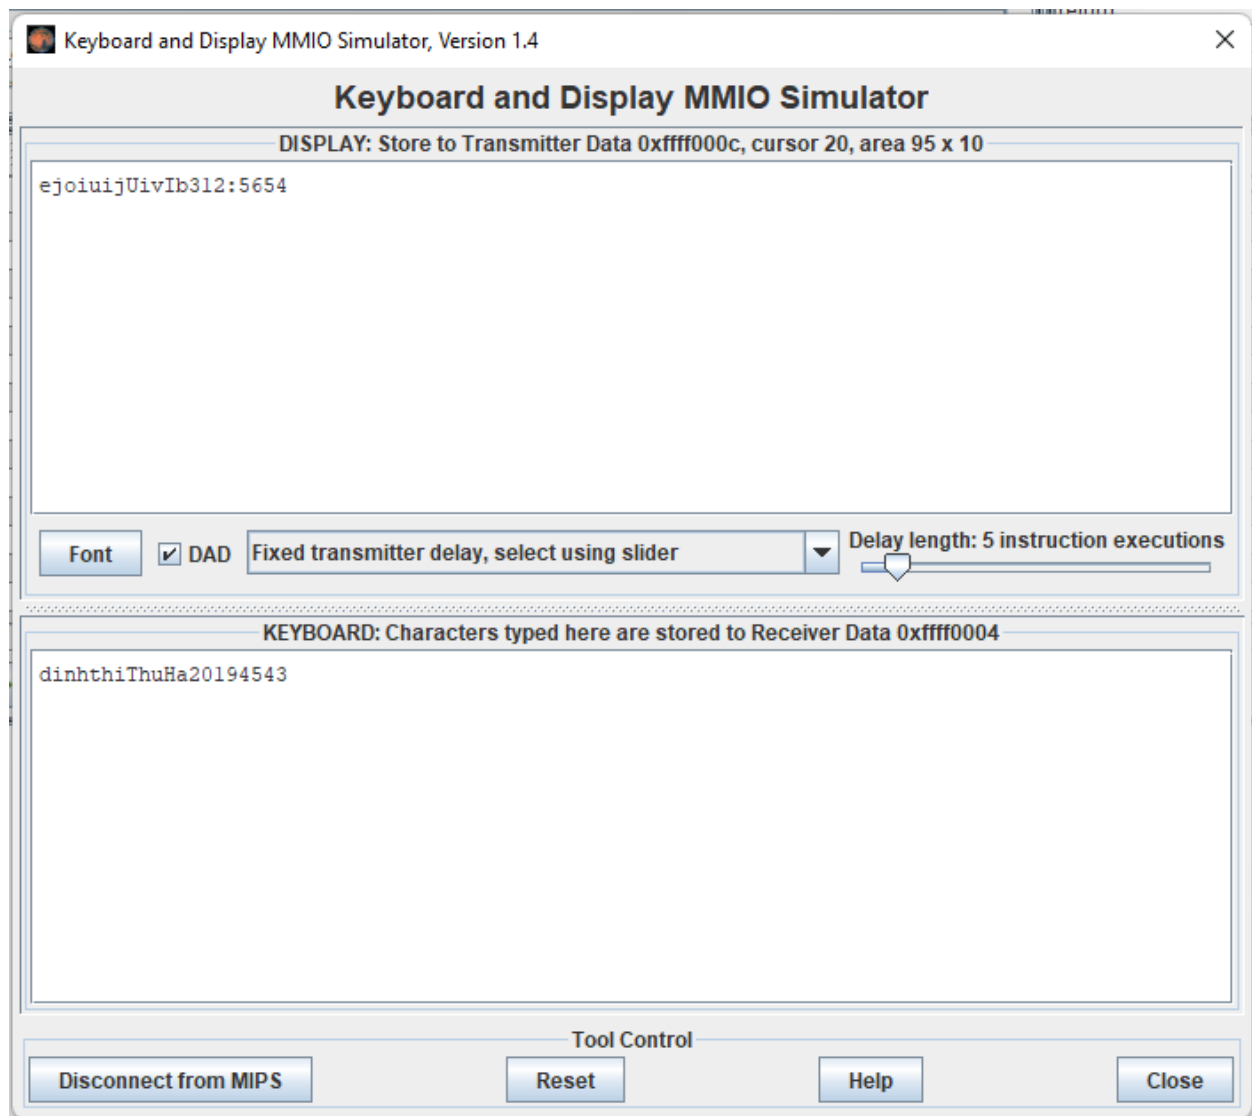 Keyboard and Display MMIO Simulator, Version 1.4
Keyboard and Display MMIO Simulator
DISPLAY: Store to Transmitter Data 0xffff000c, cursor 20, area 95 x 10
ejoiuijUivIb312:5654
Font
DAD
Fixed transmitter delay, select using slider
Delay length: 5 instruction executions
KEYBOARD: Characters typed here are stored to Receiver Data 0xffff0004
dinhthiThuHa20194543
Tool Control
Disconnect from MIPS
Reset
Help
Close